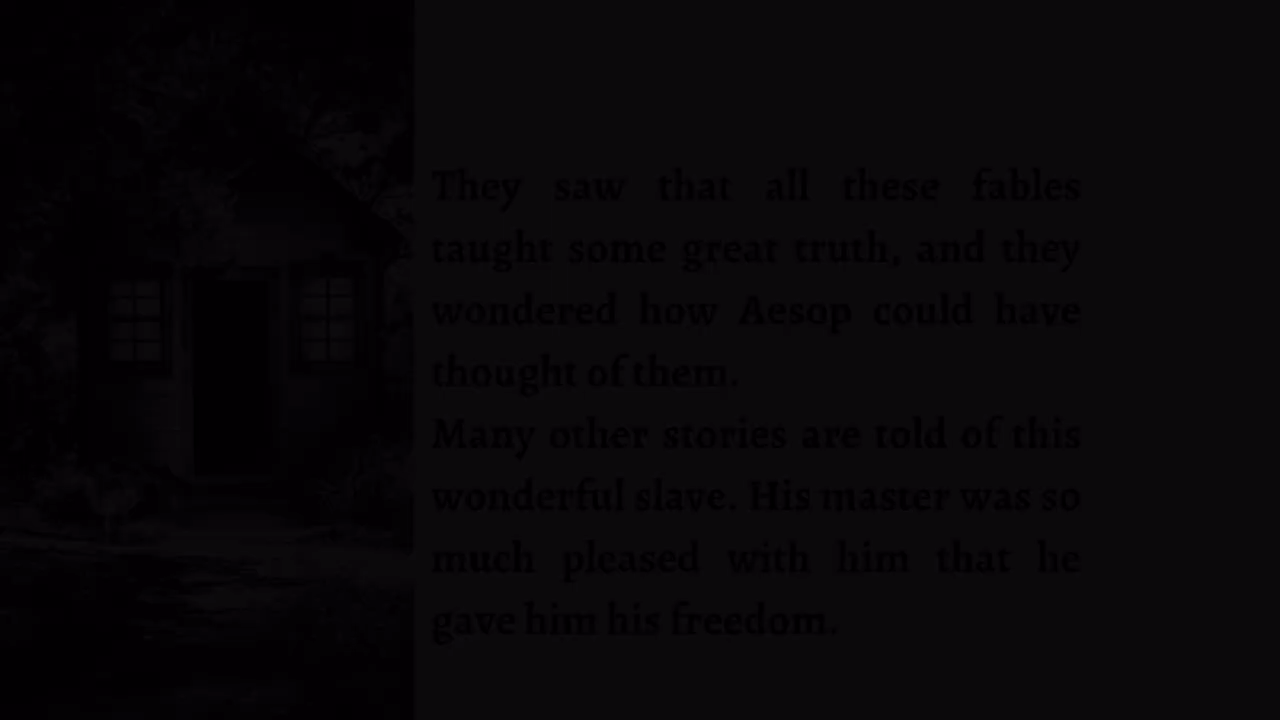 They saw that all these fables
taught some great truth, and they
wondered how Aesop could have
thought of them.
Many other stories are told of this
wonderful slave. His master was so
much pleased with him that he
gave him his freedom.